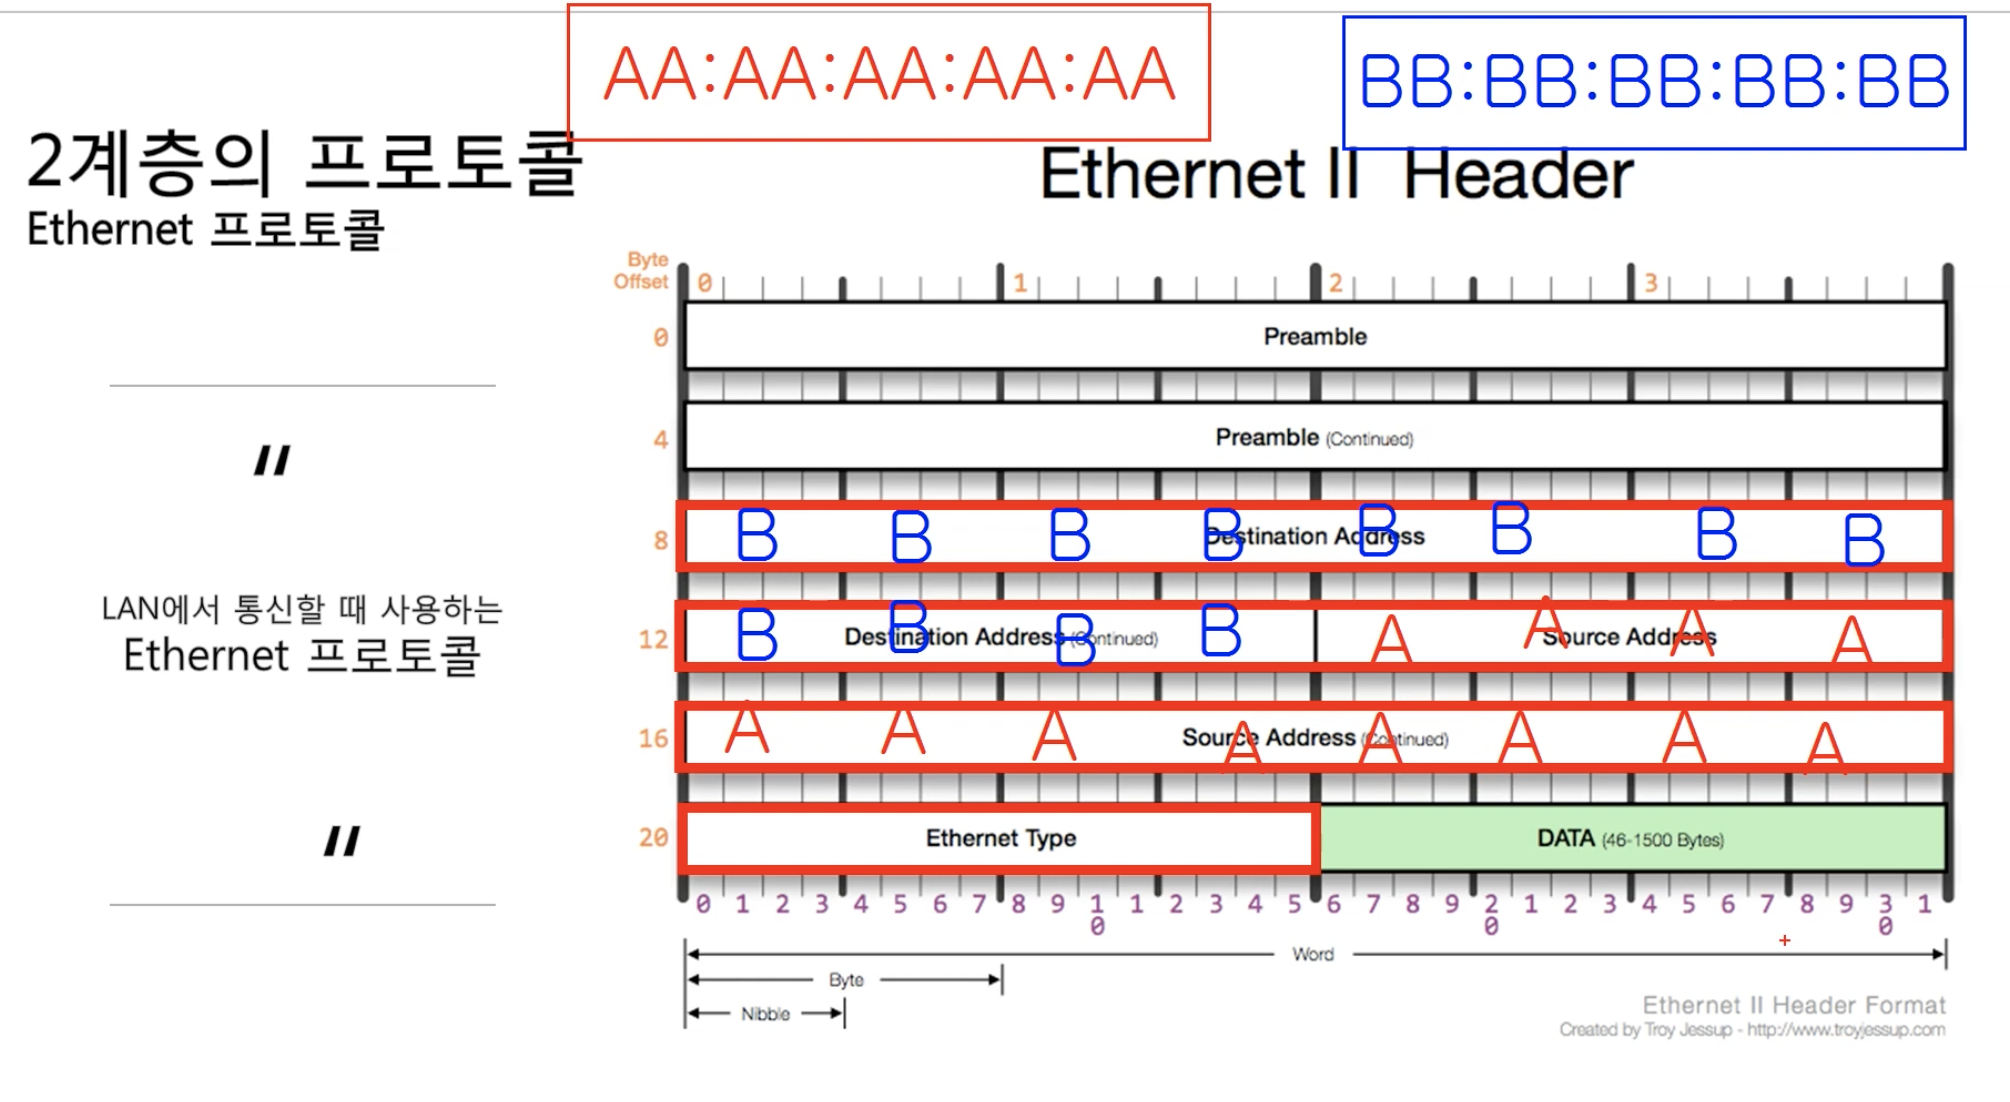 AA:AA:AA:AA:AA
BB:BB:BB:BB:BB
2계층의 프로토콜
Ethernet 프로토콜
Ethernet II Header
"
LAN에서 통신할 때 사용하는
Ethernet 프로토콜
"
Byte
Offset 0 1 2 3
0 Preamble
4 Preamble (Continued)
8 Destination Address
B B B B B B B B
12 Destination Address (Continued) Source Address
B B B B A A A A
16 Source Address (Continued)
A A A A A A A A
20 Ethernet Type DATA (46-1500 Bytes)
0 1 2 3 4 5 6 7 8 9 10 1 2 3 4 5 6 7 8 9 20 1 2 3 4 5 6 7 8 9 30 1
Word
Byte
Nibble
Ethernet II Header Format
Created by Troy Jessup - http://www.troyjessup.com